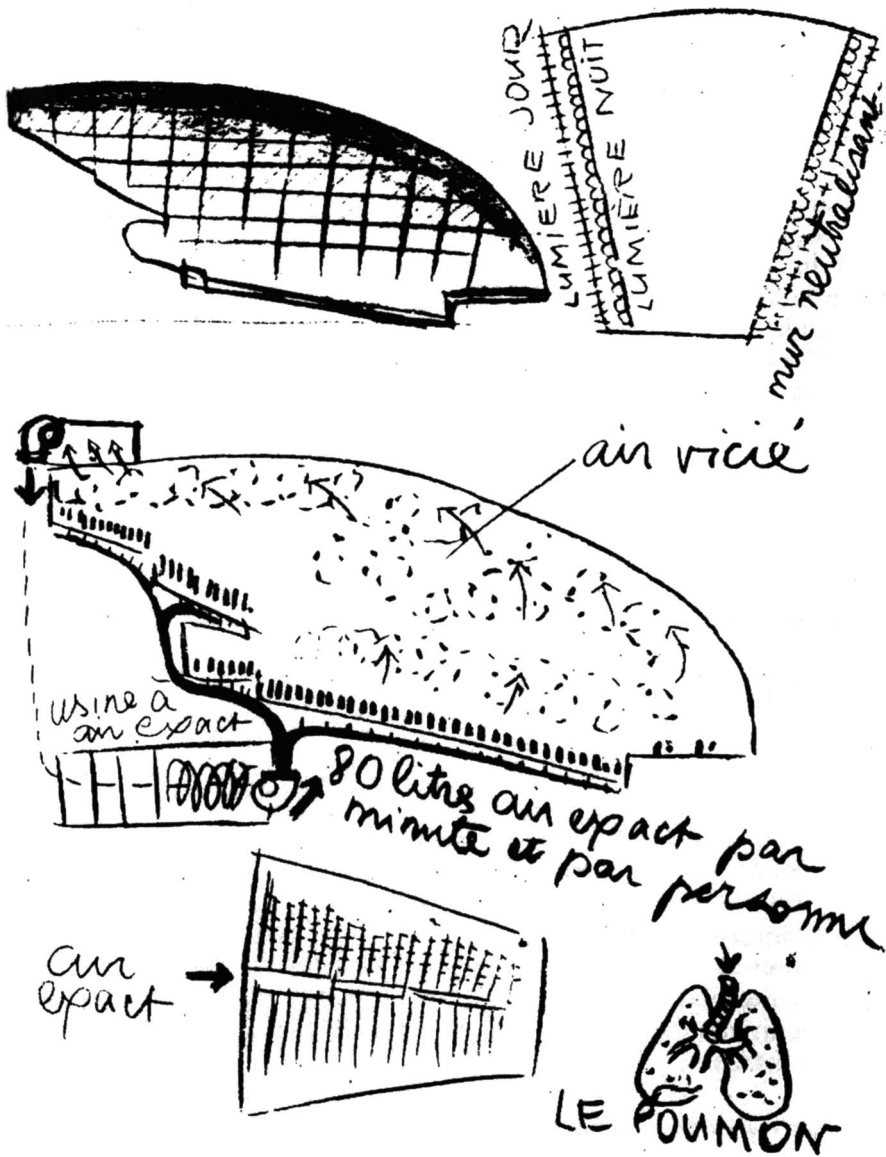 LUMIERE JOUR
LUMIÈRE NUIT
mur neutralisant
air vicié
usine à
air exact
80 litres air exact par
minute et par personne
air
exact
LE POUMON